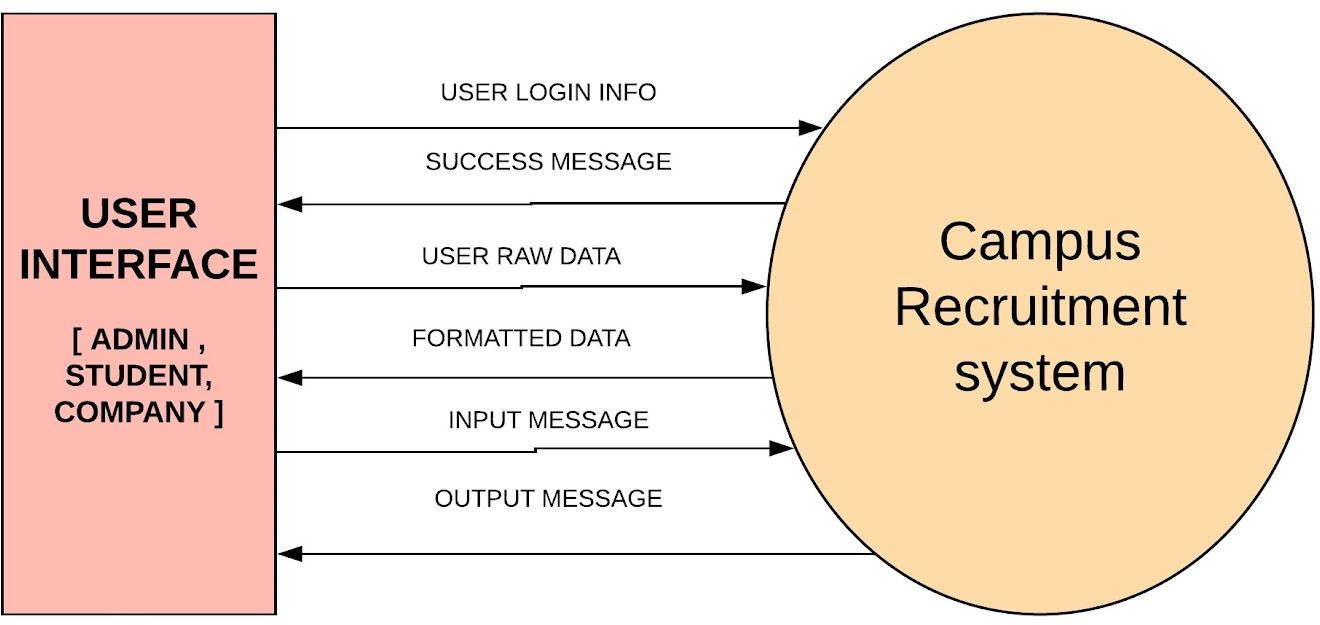 USER
INTERFACE
[ ADMIN ,
STUDENT,
COMPANY ]
USER LOGIN INFO
SUCCESS MESSAGE
USER RAW DATA
FORMATTED DATA
INPUT MESSAGE
OUTPUT MESSAGE
Campus
Recruitment
system